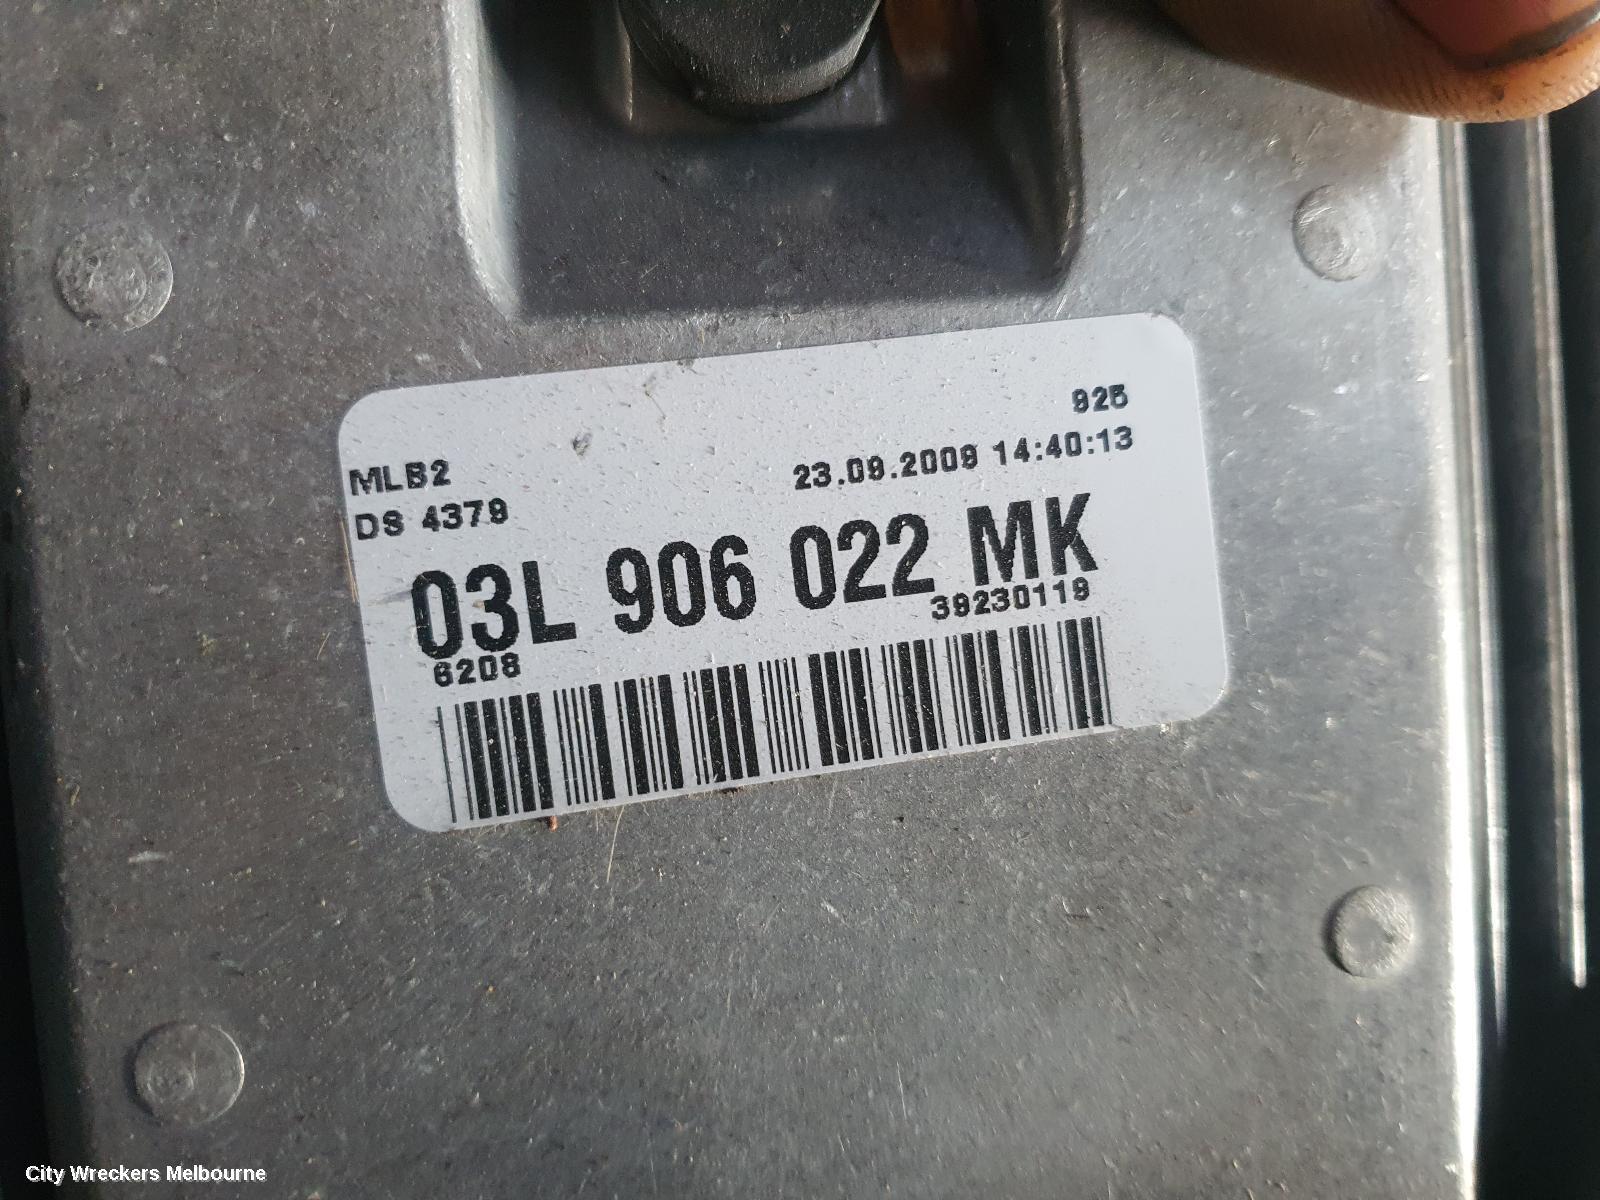 925
MLB2
23.09.2009 14:40:13
DS 4379
03L 906 022 MK
39230119
6208
City Wreckers Melbourne